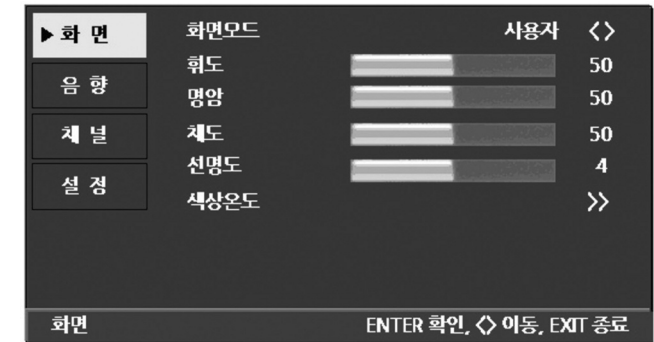 ▶화 면
음 향
채 널
설 정
화면모드 사용자 <>
휘도 50
명암 50
채도 50
선명도 4
색상온도 >>
화면 ENTER 확인, <> 이동, EXIT 종료